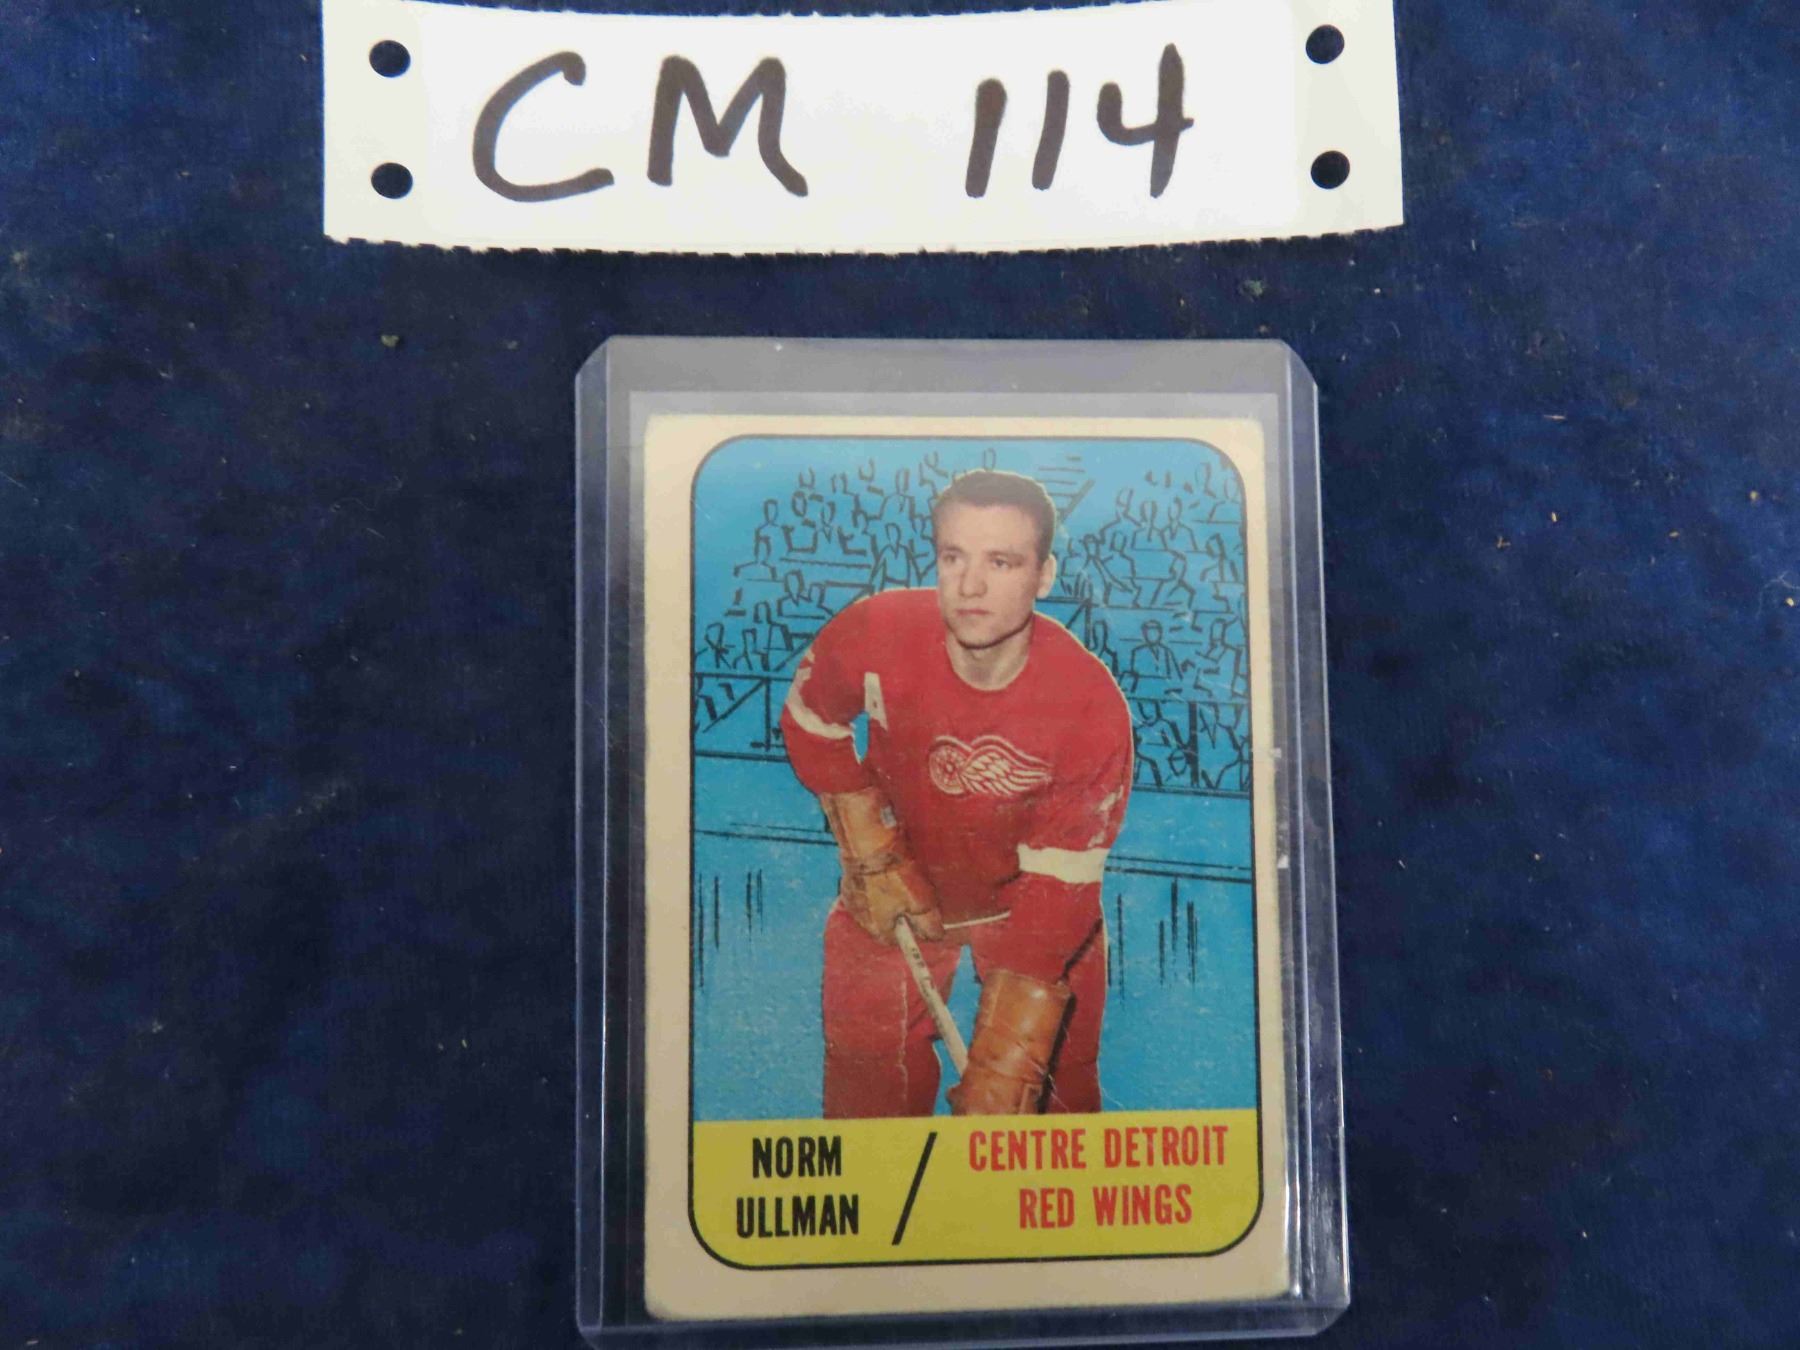 CM 114
A
NORM
ULLMAN
/
CENTRE DETROIT
RED WINGS